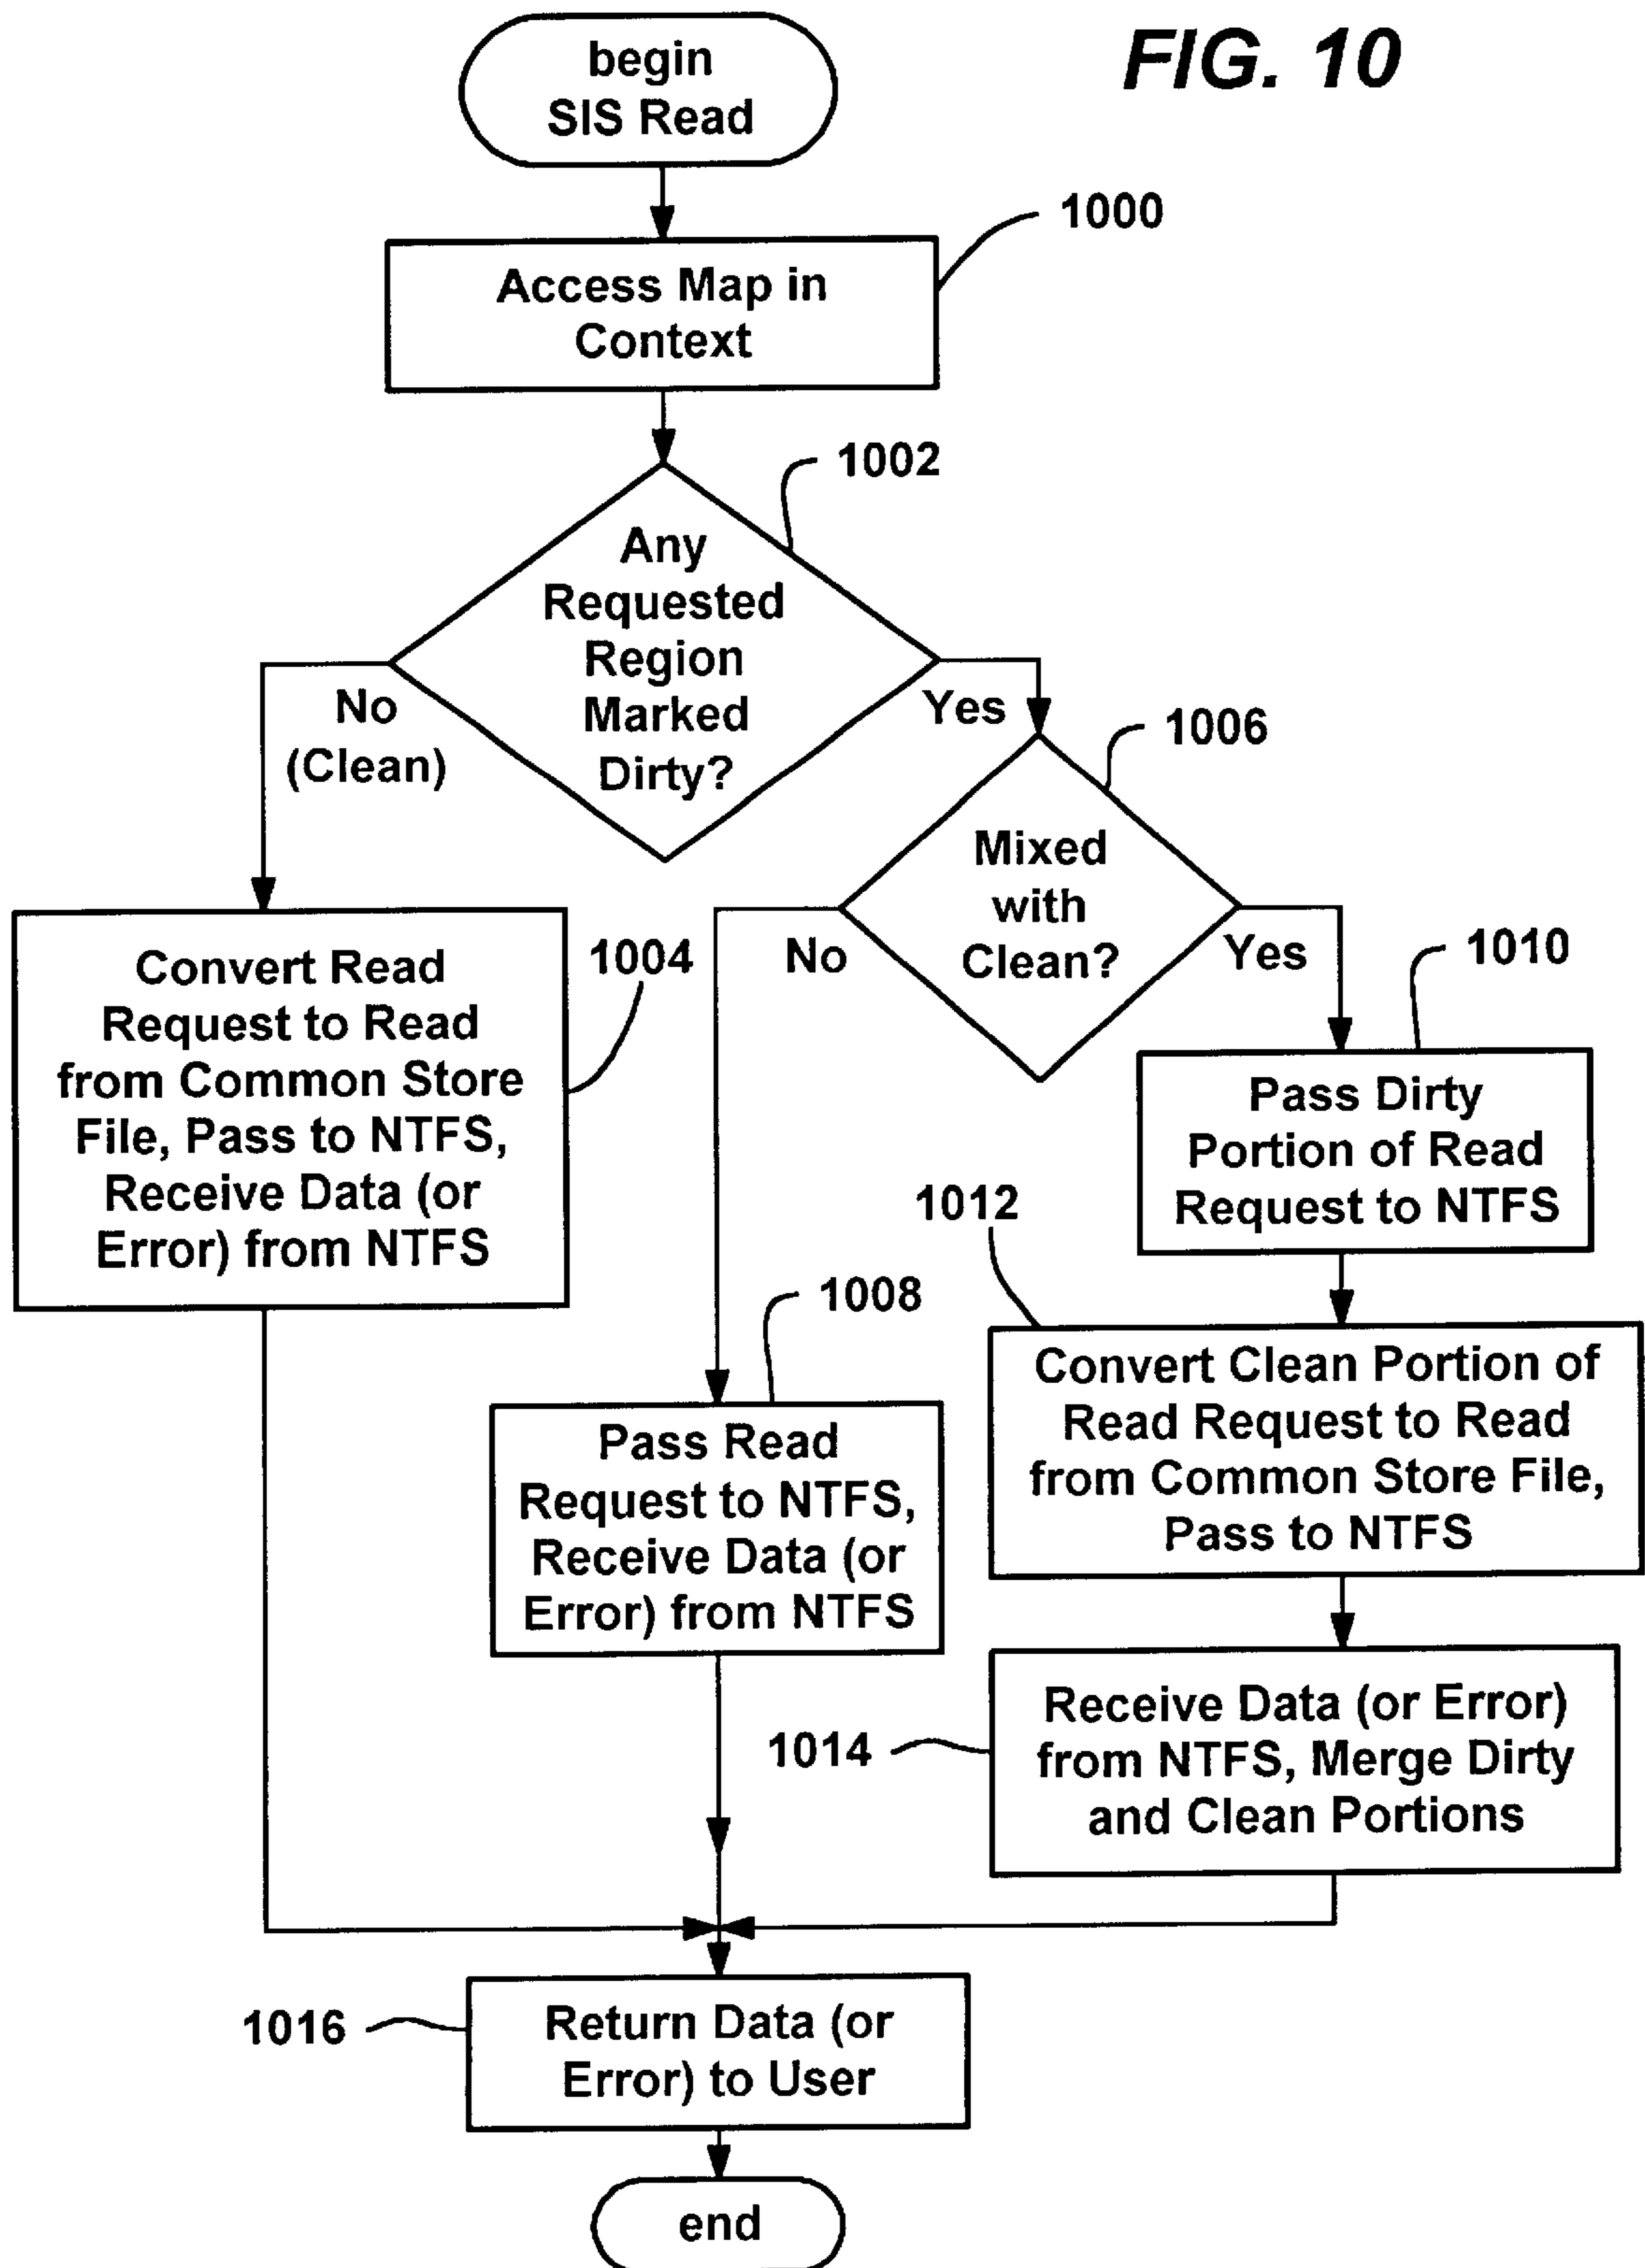 FIG. 10
begin
SIS Read
1000
Access Map in
Context
1002
Any
Requested
Region
Marked
Dirty?
No
(Clean)
Yes
1006
Mixed
with
Clean?
No
Yes
1004
Convert Read
Request to Read
from Common Store
File, Pass to NTFS,
Receive Data (or
Error) from NTFS
1010
Pass Dirty
Portion of Read
Request to NTFS
1012
Convert Clean Portion of
Read Request to Read
from Common Store File,
Pass to NTFS
1008
Pass Read
Request to NTFS,
Receive Data (or
Error) from NTFS
1014
Receive Data (or Error)
from NTFS, Merge Dirty
and Clean Portions
1016
Return Data (or
Error) to User
end